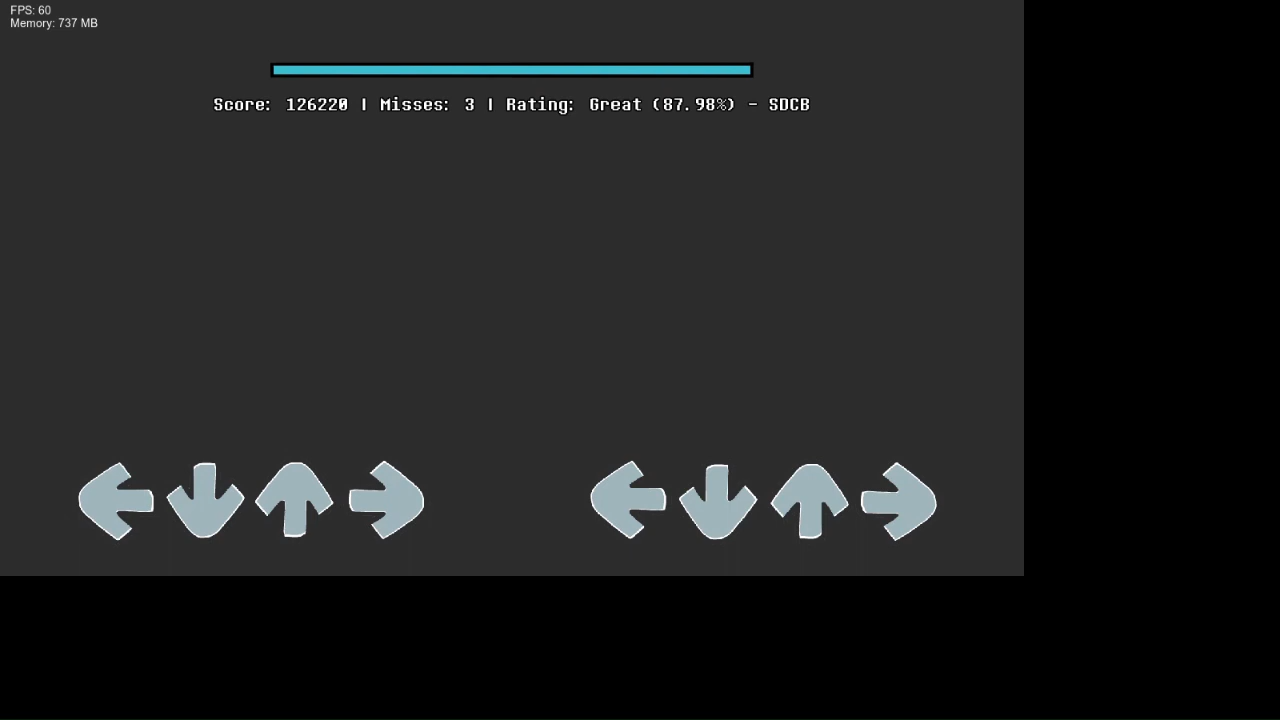 FPS: 60
Memory: 737 MB
Score: 126220 | Misses: 3 | Rating: Great (87.98%) - SDCB